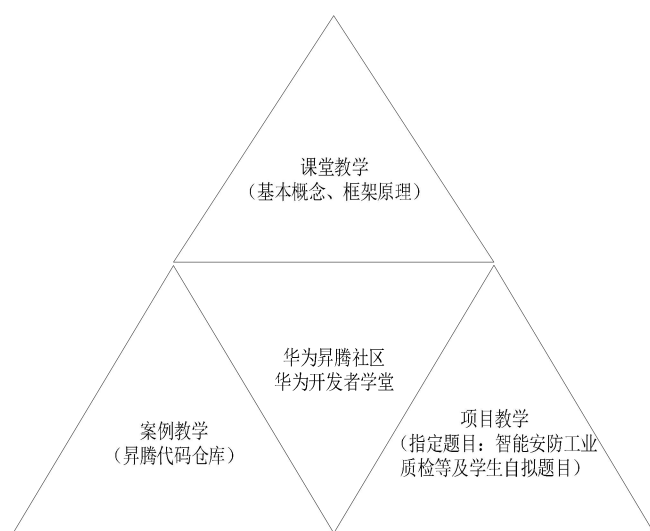 课堂教学
（基本概念、框架原理）
华为昇腾社区
华为开发者学堂
案例教学
（昇腾代码仓库）
项目教学
（指定题目：智能安防工业
质检等及学生自拟题目）